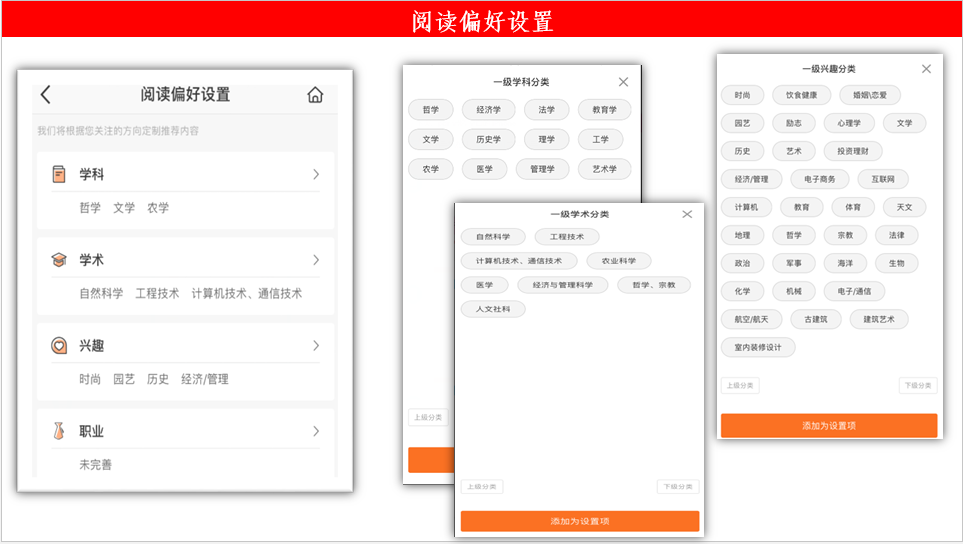 阅读偏好设置
阅读偏好设置
我们将根据您关注的方向定制推荐内容
学科
哲学 文学 农学
学术
自然科学 工程技术 计算机技术、通信技术
兴趣
时尚 园艺 历史 经济/管理
职业
未完善
一级学科分类
哲学 经济学 法学 教育学
文学 历史学 理学 工学
农学 医学 管理学 艺术学
上级分类
一级学术分类
自然科学 工程技术
计算机技术、通信技术 农业科学
医学 经济与管理科学 哲学、宗教
人文社科
上级分类 下级分类
添加为设置项
一级兴趣分类
时尚 饮食健康 婚姻\恋爱
园艺 励志 心理学 文学
历史 艺术 投资理财
经济/管理 电子商务 互联网
计算机 教育 体育 天文
地理 哲学 宗教 法律
政治 军事 海洋 生物
化学 机械 电子/通信
航空/航天 古建筑 建筑艺术
室内装修设计
上级分类 下级分类
添加为设置项